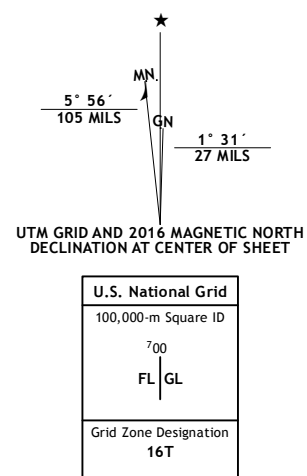 ★
MN.
5° 56´
105 MILS
GN
1° 31´
27 MILS
UTM GRID AND 2016 MAGNETIC NORTH
DECLINATION AT CENTER OF SHEET
U.S. National Grid
100,000-m Square ID
⁷00
FL GL
Grid Zone Designation
16T